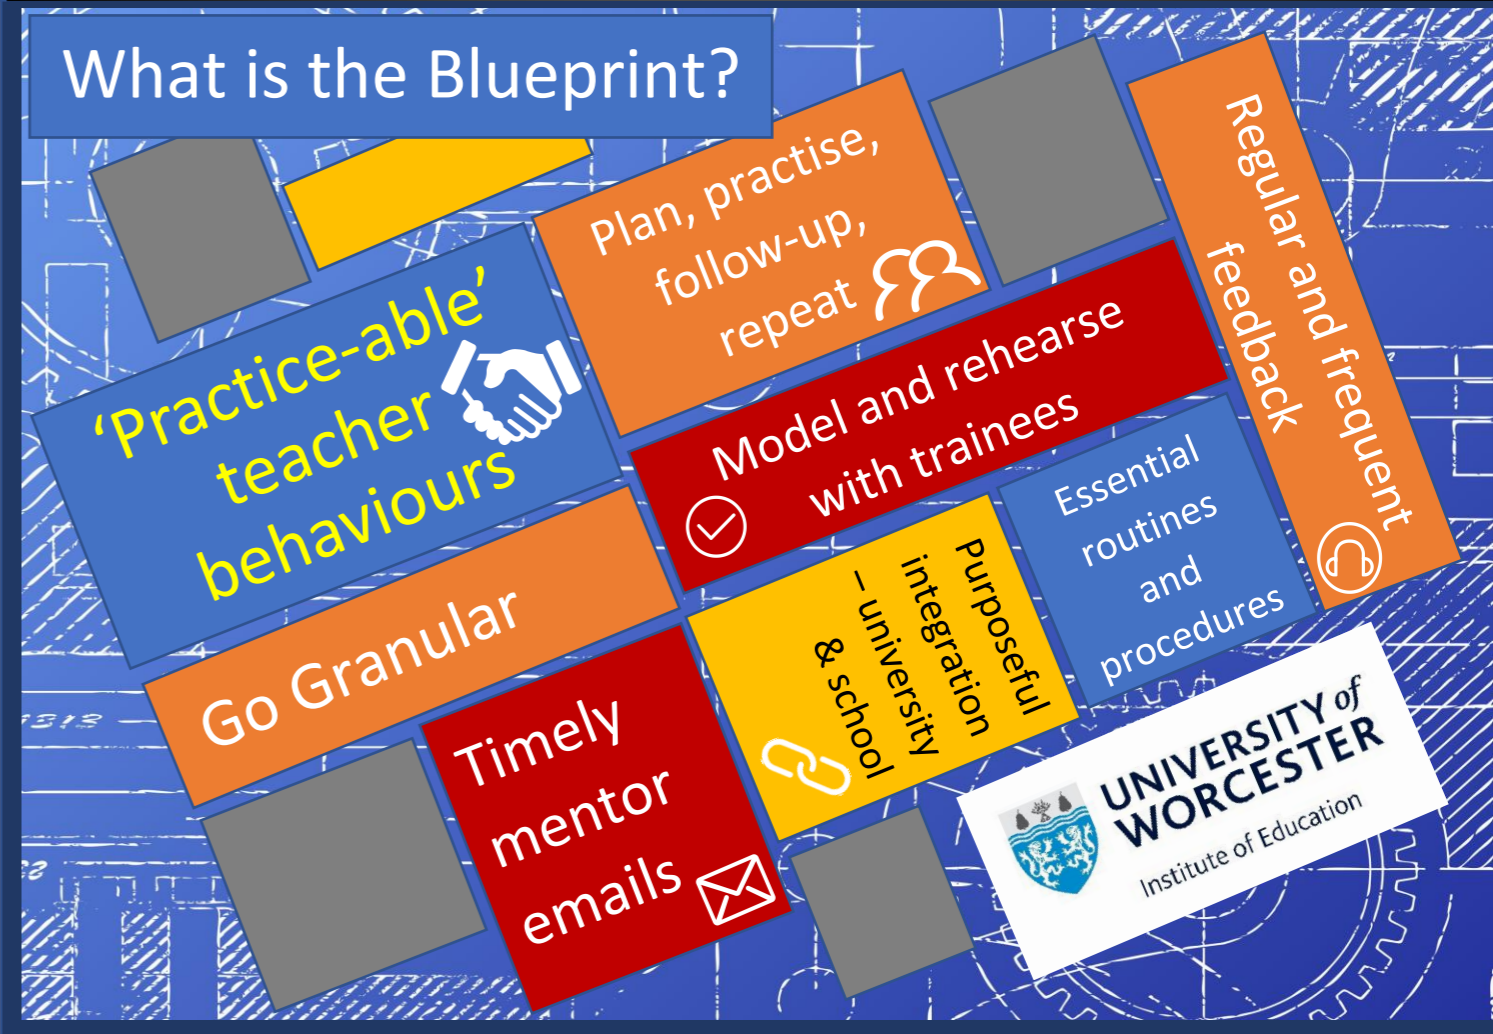 What is the Blueprint?
Plan, practise,
follow-up,
repeat
Regular and frequent
feedback
‘Practice-able’
teacher
behaviours
Model and rehearse
with trainees
Essential
routines
and
procedures
Go Granular
Purposeful
integration
– university
& school
Timely
mentor
emails
UNIVERSITY of
WORCESTER
Institute of Education
1313